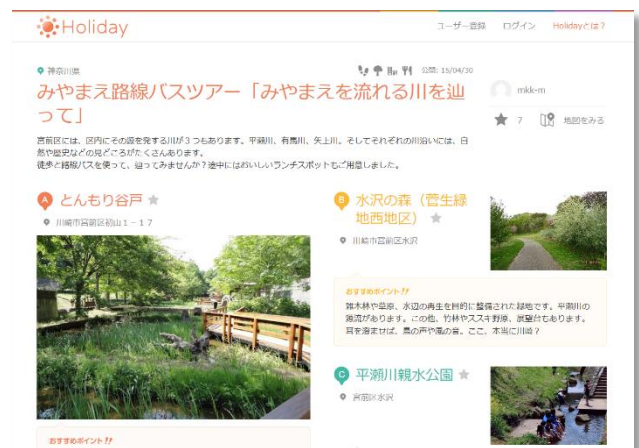 Holiday
ユーザー登録 ログイン Holidayとは?
神奈川県
公開: 15/04/30
みやまえ路線バスツアー「みやまえを流れる川を辿
って」
mkk-m
7 地図をみる
宮前区には、区内にその源を発する川が3つもあります。平瀬川、有馬川、矢上川。そしてそれぞれの川沿いには、自
然や歴史などの見どころがたくさんあります。
徒歩と路線バスを使って、辿ってみませんか?途中にはおいしいランチスポットもご用意しました。
A とんもり谷戸
川崎市宮前区初山1-17
おすすめポイント!!
B 水沢の森(菅生緑
地西地区)
川崎市宮前区水沢
おすすめポイント!!
雑木林や草原、水辺の再生を目的に整備された緑地です。平瀬川の
源流があります。この他、竹林やススキ野原、展望台もあります。
耳を澄ませば、鳥の声や風の音。ここ、本当に川崎?
C 平瀬川親水公園
宮前区水沢